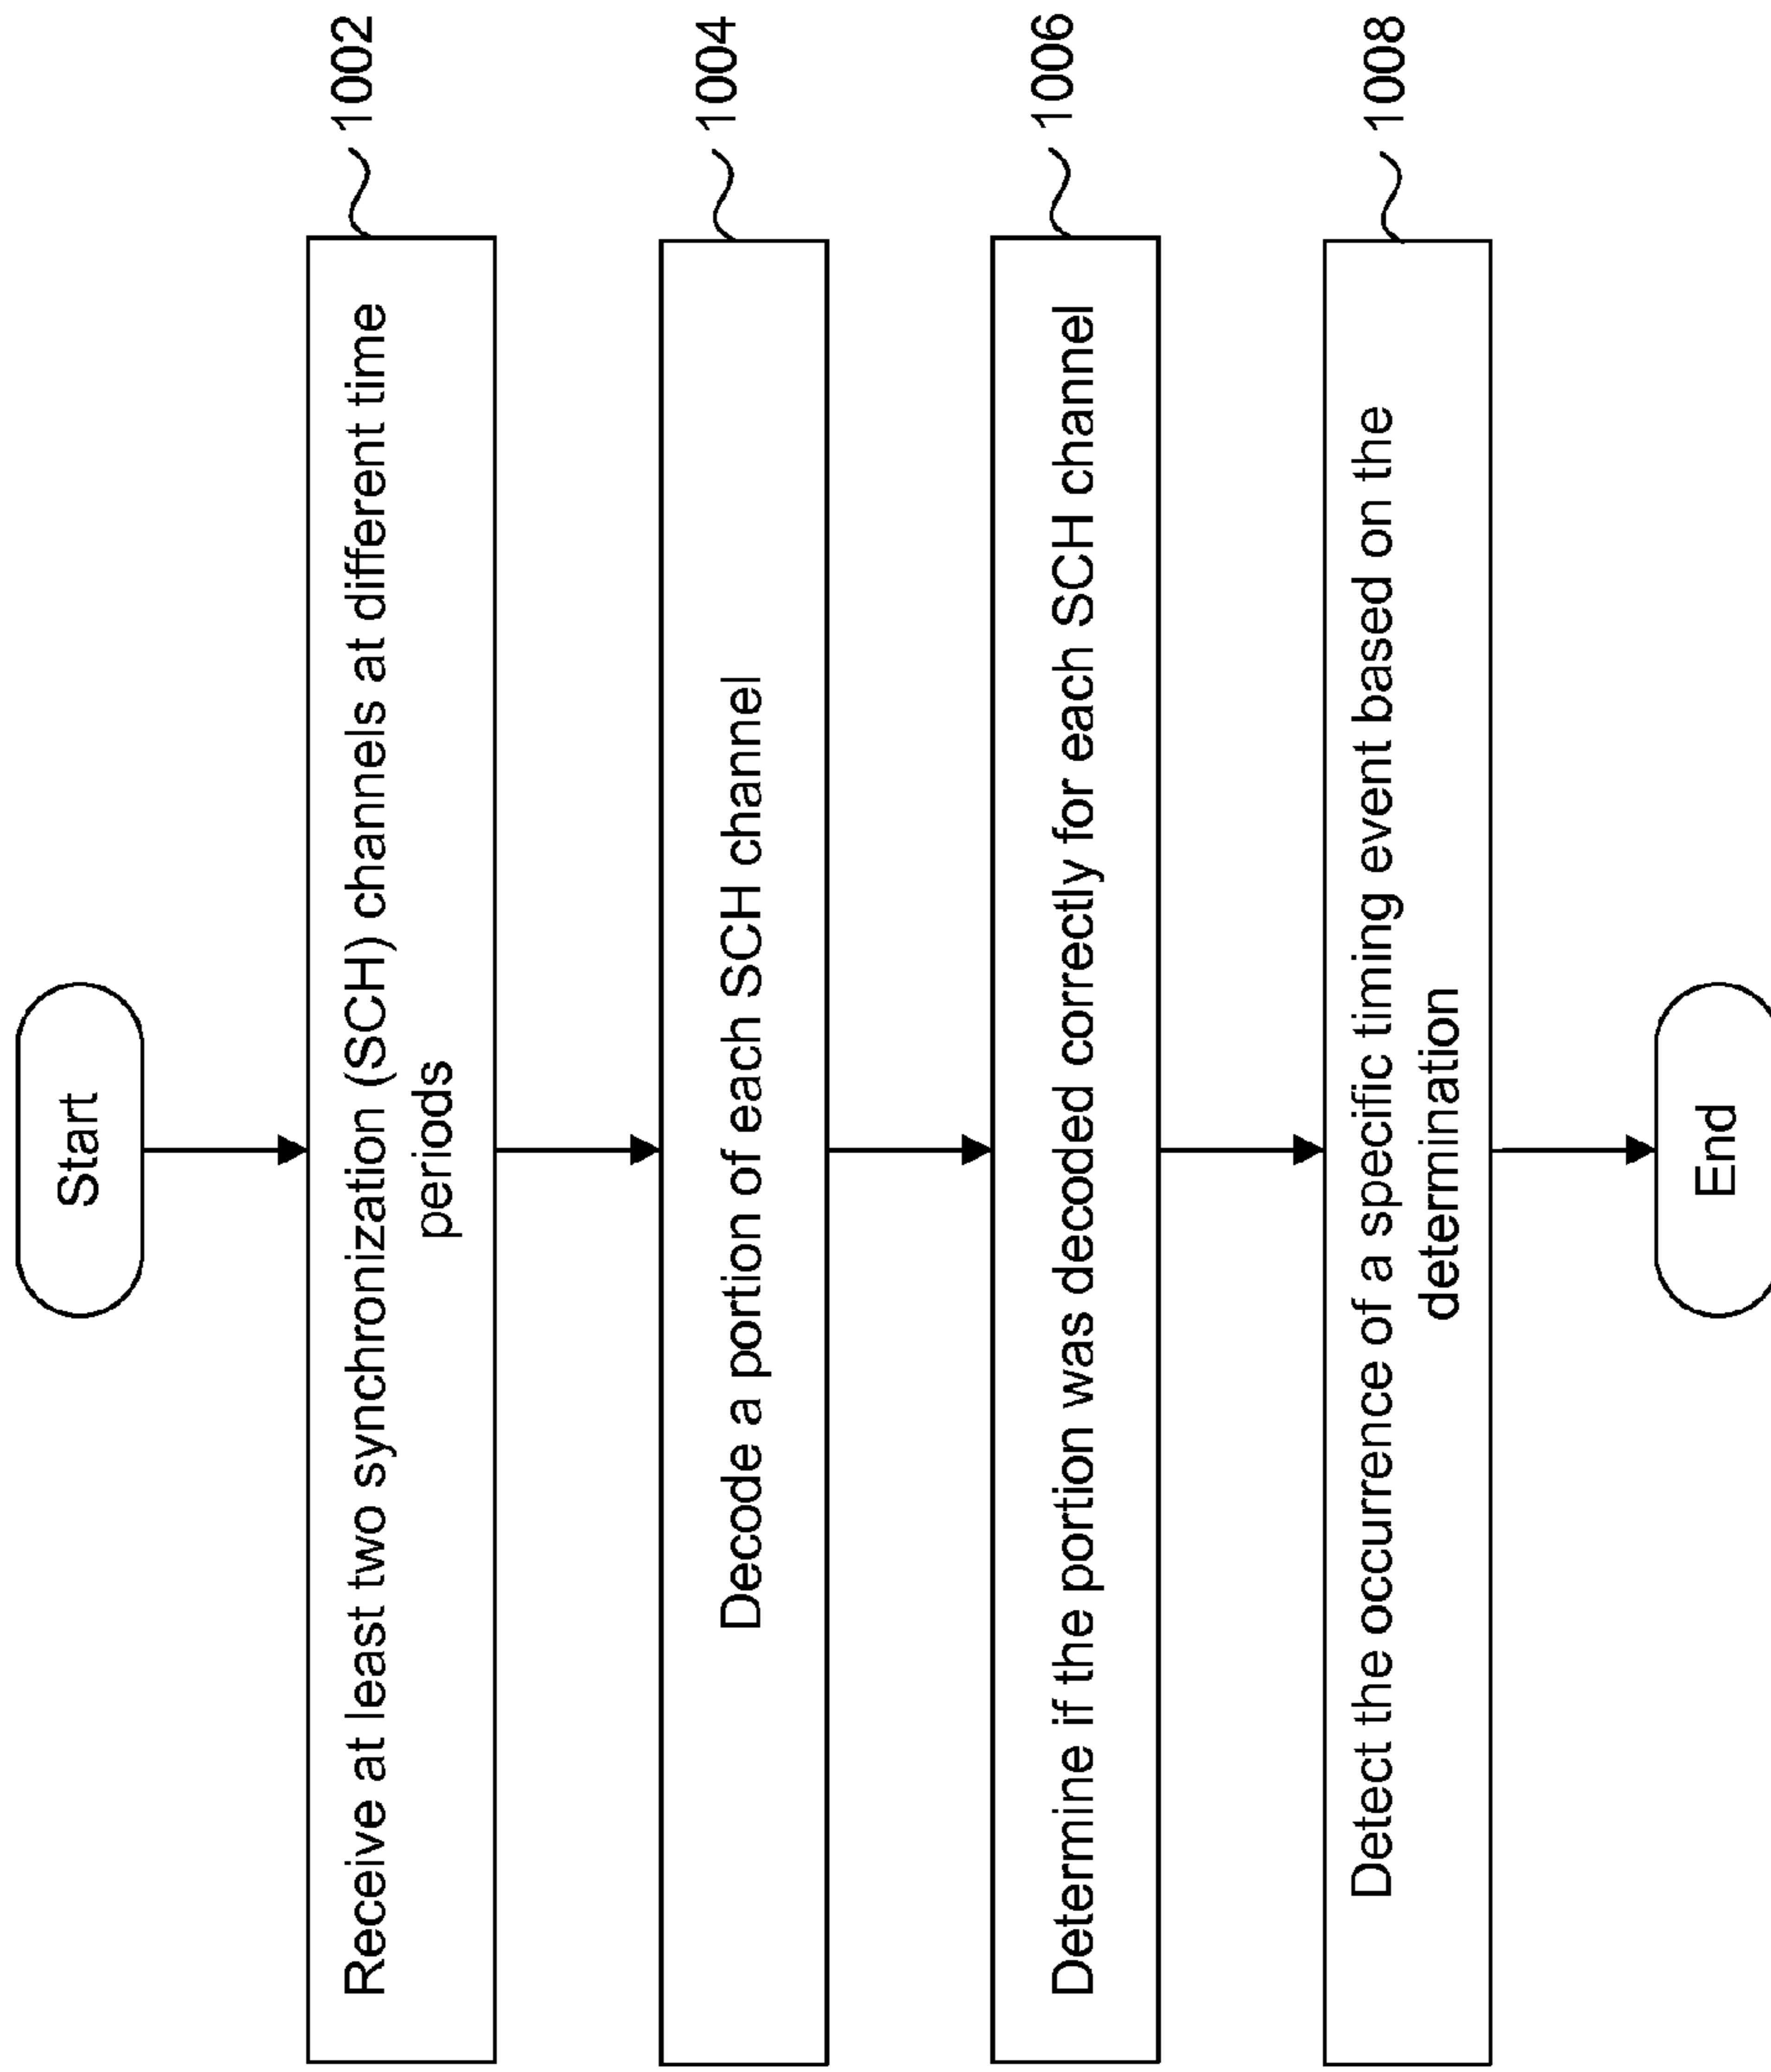 Start
Receive at least two synchronization (SCH) channels at different time
periods
1002
Decode a portion of each SCH channel
1004
Determine if the portion was decoded correctly for each SCH channel
1006
Detect the occurrence of a specific timing event based on the
determination
1008
End